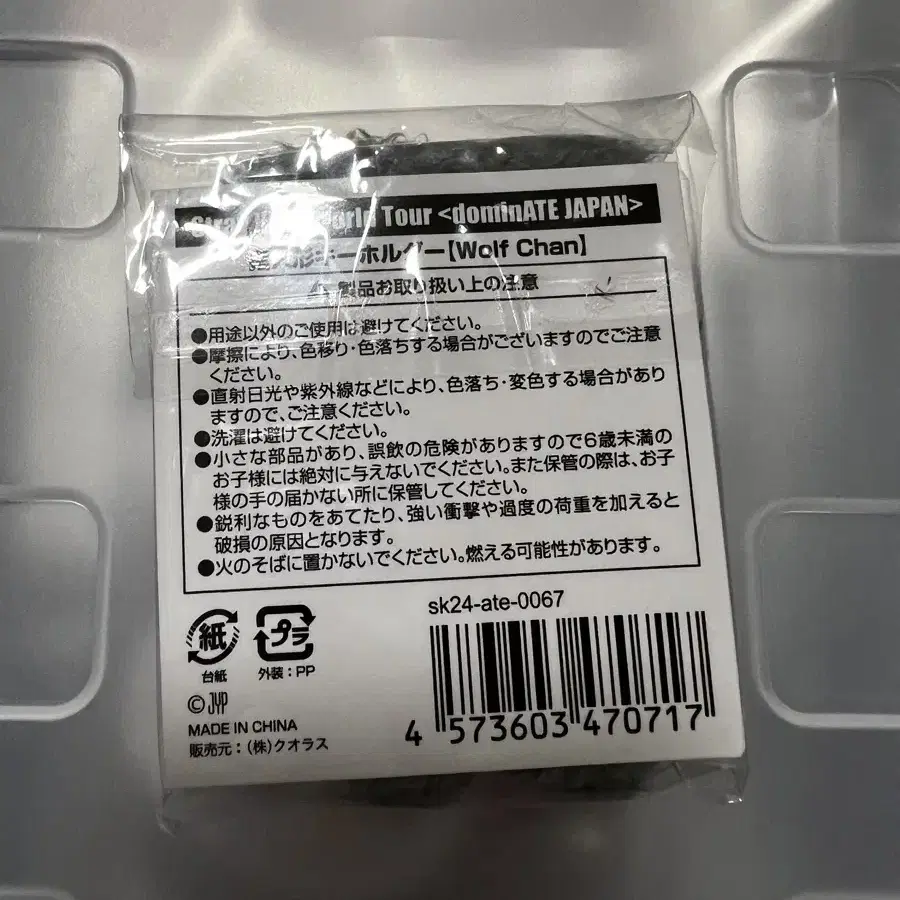 Tour <dominATE JAPAN>
キーホルダー【Wolf Chan】
製品お取り扱い上の注意
●用途以外のご使用は避けてください。
●摩擦により、色移り・色落ちする場合がございますのでご注意
ください。
●直射日光や紫外線などにより、色落ち・変色する場合があり
ますので、ご注意ください。
●洗濯は避けてください。
●小さな部品があり、誤飲の危険がありますので6歳未満の
お子様には絶対に与えないでください。また保管の際は、お子
様の手の届かない所に保管してください。
●鋭利なものをあてたり、強い衝撃や過度の荷重を加えると
破損の原因となります。
●火のそばに置かないでください。燃える可能性があります。
sk24-ate-0067
紙 プラ
台紙 外装：PP
©JYP
MADE IN CHINA
販売元：(株)クオラス
4 573603 470717